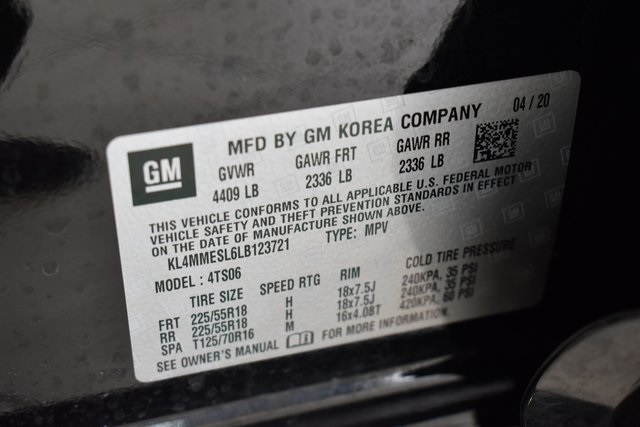 GM
MFD BY GM KOREA COMPANY 04 / 20
GVWR GAWR FRT GAWR RR
4409 LB 2336 LB 2336 LB
THIS VEHICLE CONFORMS TO ALL APPLICABLE U.S. FEDERAL MOTOR
VEHICLE SAFETY AND THEFT PREVENTION STANDARDS IN EFFECT
ON THE DATE OF MANUFACTURE SHOWN ABOVE.
KL4MMESL6LB123721 TYPE: MPV
MODEL : 4TS06
TIRE SIZE SPEED RTG RIM COLD TIRE PRESSURE
FRT 225/55R18 H 18x7.5J 240KPA, 35 PSI
RR 225/55R18 H 18x7.5J 240KPA, 35 PSI
SPA T125/70R16 M 16x4.0BT 420KPA, 60 PSI
SEE OWNER'S MANUAL FOR MORE INFORMATION.